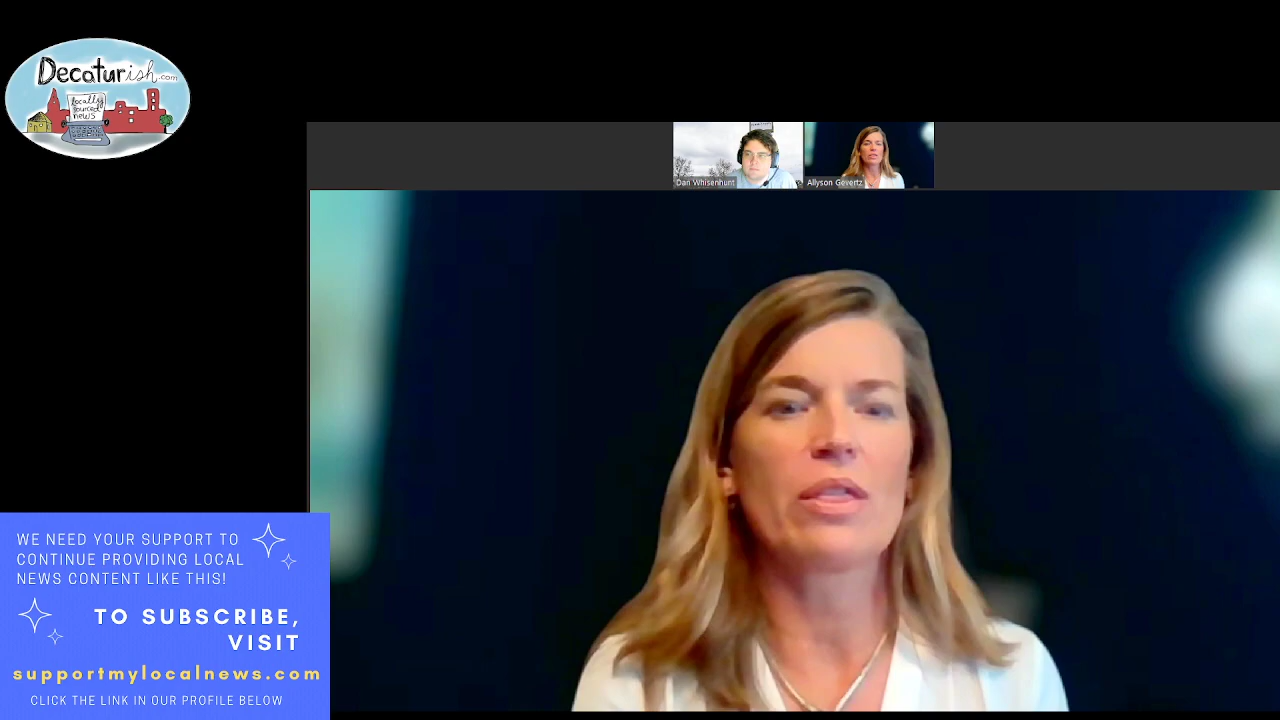 Decaturish.com
locally
sourced
news
Dan Whisenhunt
Allyson Gevertz
WE NEED YOUR SUPPORT TO
CONTINUE PROVIDING LOCAL
NEWS CONTENT LIKE THIS!
TO SUBSCRIBE,
VISIT
supportmylocalnews.com
CLICK THE LINK IN OUR PROFILE BELOW